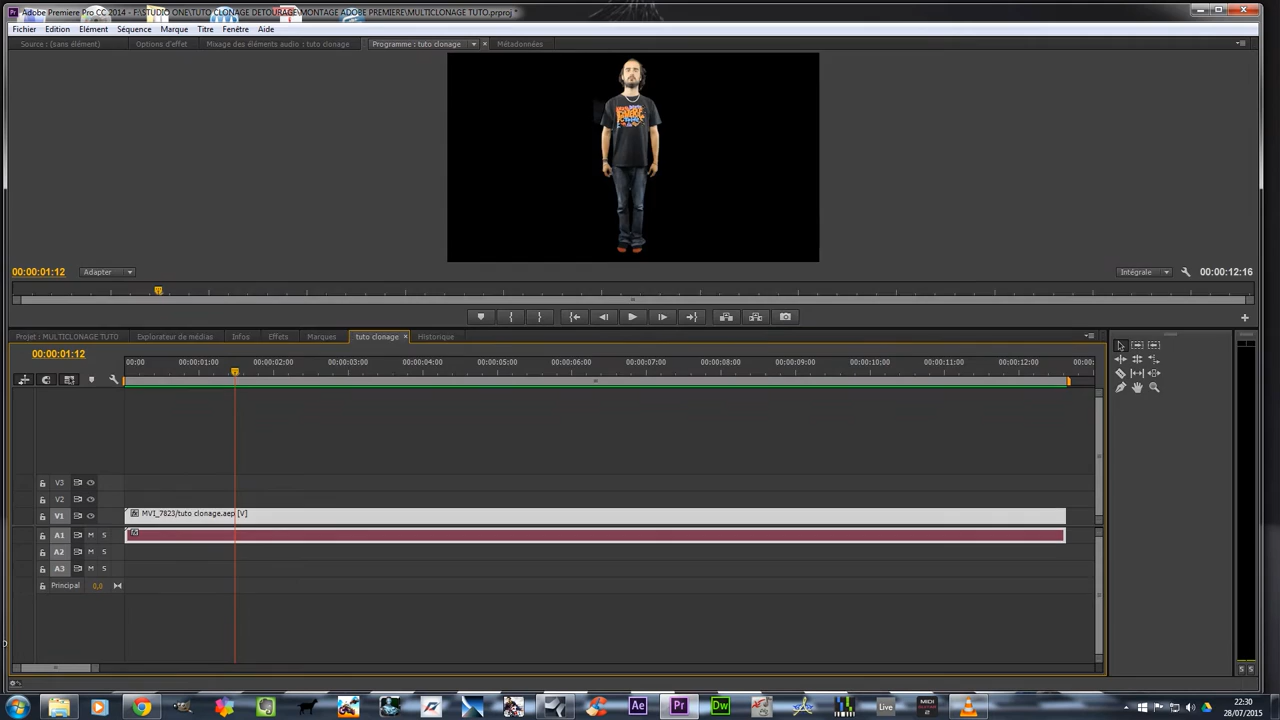 Adobe Premiere Pro CC 2014 - F:\STUDIO ONE\TUTO CLONAGE DETOURAGE\MONTAGE ADOBE PREMIERE\MULTICLONAGE TUTO.prproj *
Fichier Edition Elément Séquence Marque Titre Fenêtre Aide
Source : (sans élément) Options d'effet Mixage des éléments audio : tuto clonage Programme : tuto clonage Métadonnées
00:00:01:12 Adapter Intégrale 00:00:12:16
Projet : MULTICLONAGE TUTO Explorateur de médias Infos Effets Marques tuto clonage Historique
00:00:01:12
00:00 00:00:01:00 00:00:02:00 00:00:03:00 00:00:04:00 00:00:05:00 00:00:06:00 00:00:07:00 00:00:08:00 00:00:09:00 00:00:10:00 00:00:11:00 00:00:12:00 00:00:
V3
V2
V1 MVI_7823/tuto clonage.aep [V]
A1 M S
A2 M S
A3 M S
Principal 0,0
S S
Ae Pr Dw Live MIDI
22:30
28/07/2015